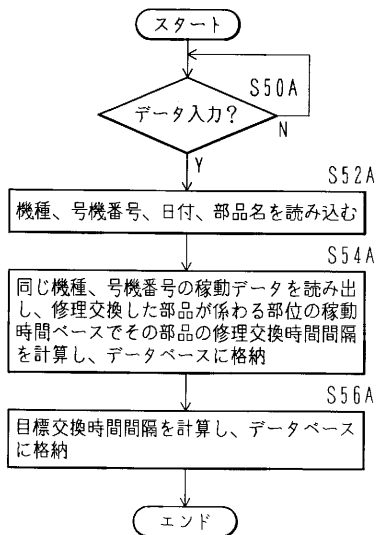 スタート
S50A
データ入力?
N
Y
S52A
機種、号機番号、日付、部品名を読み込む
S54A
同じ機種、号機番号の稼動データを読み出
し、修理交換した部品が係わる部位の稼動
時間ベースでその部品の修理交換時間間隔
を計算し、データベースに格納
S56A
目標交換時間間隔を計算し、データベース
に格納
エンド